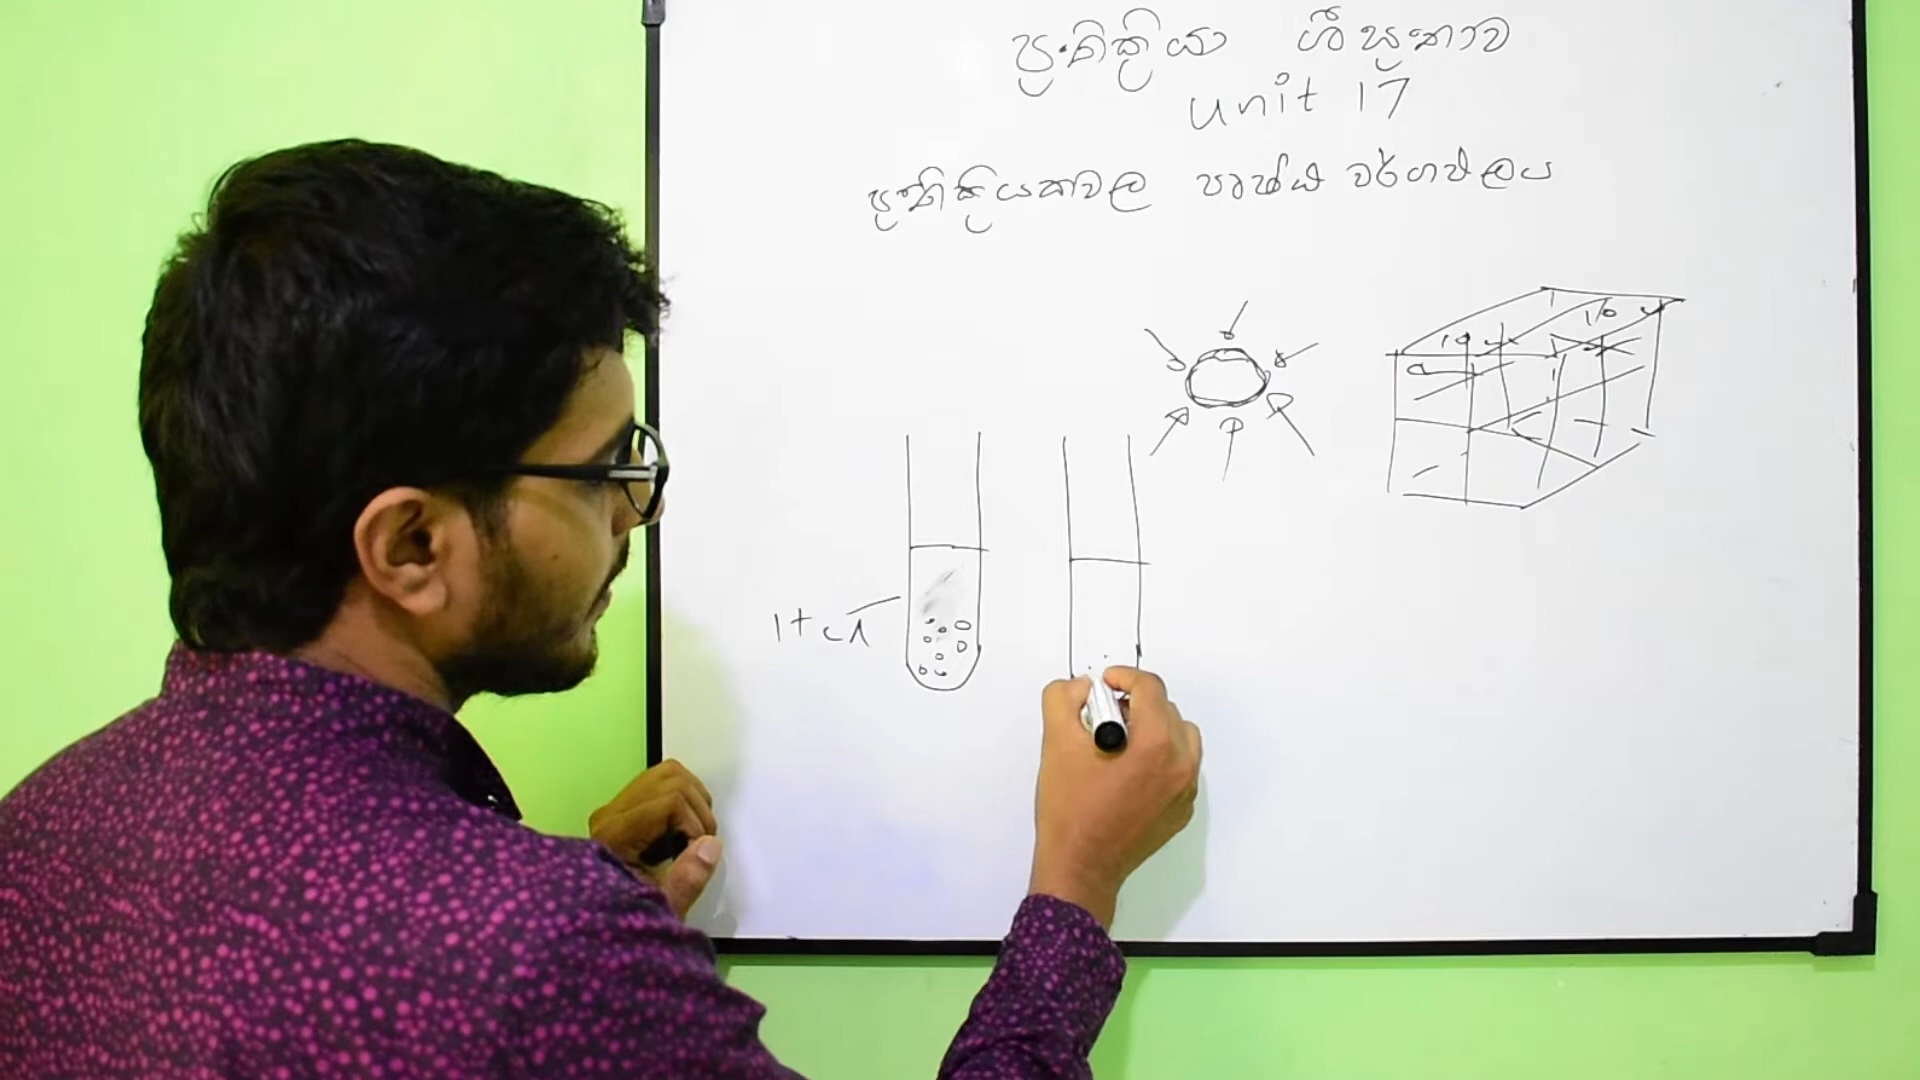 ප්‍රතික්‍රියා ශීඝ්‍රතාව
unit 17
ප්‍රතික්‍රියකවල පෘෂ්ඨ වර්ගඵලය
HCl